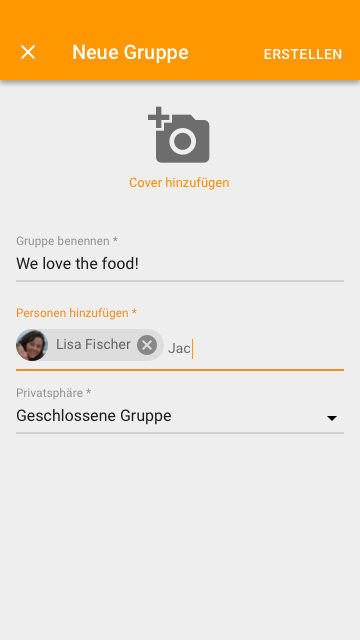 Neue Gruppe
ERSTELLEN
Cover hinzufügen
Gruppe benennen *
We love the food!
Personen hinzufügen *
Lisa Fischer
Jac
Privatsphäre *
Geschlossene Gruppe